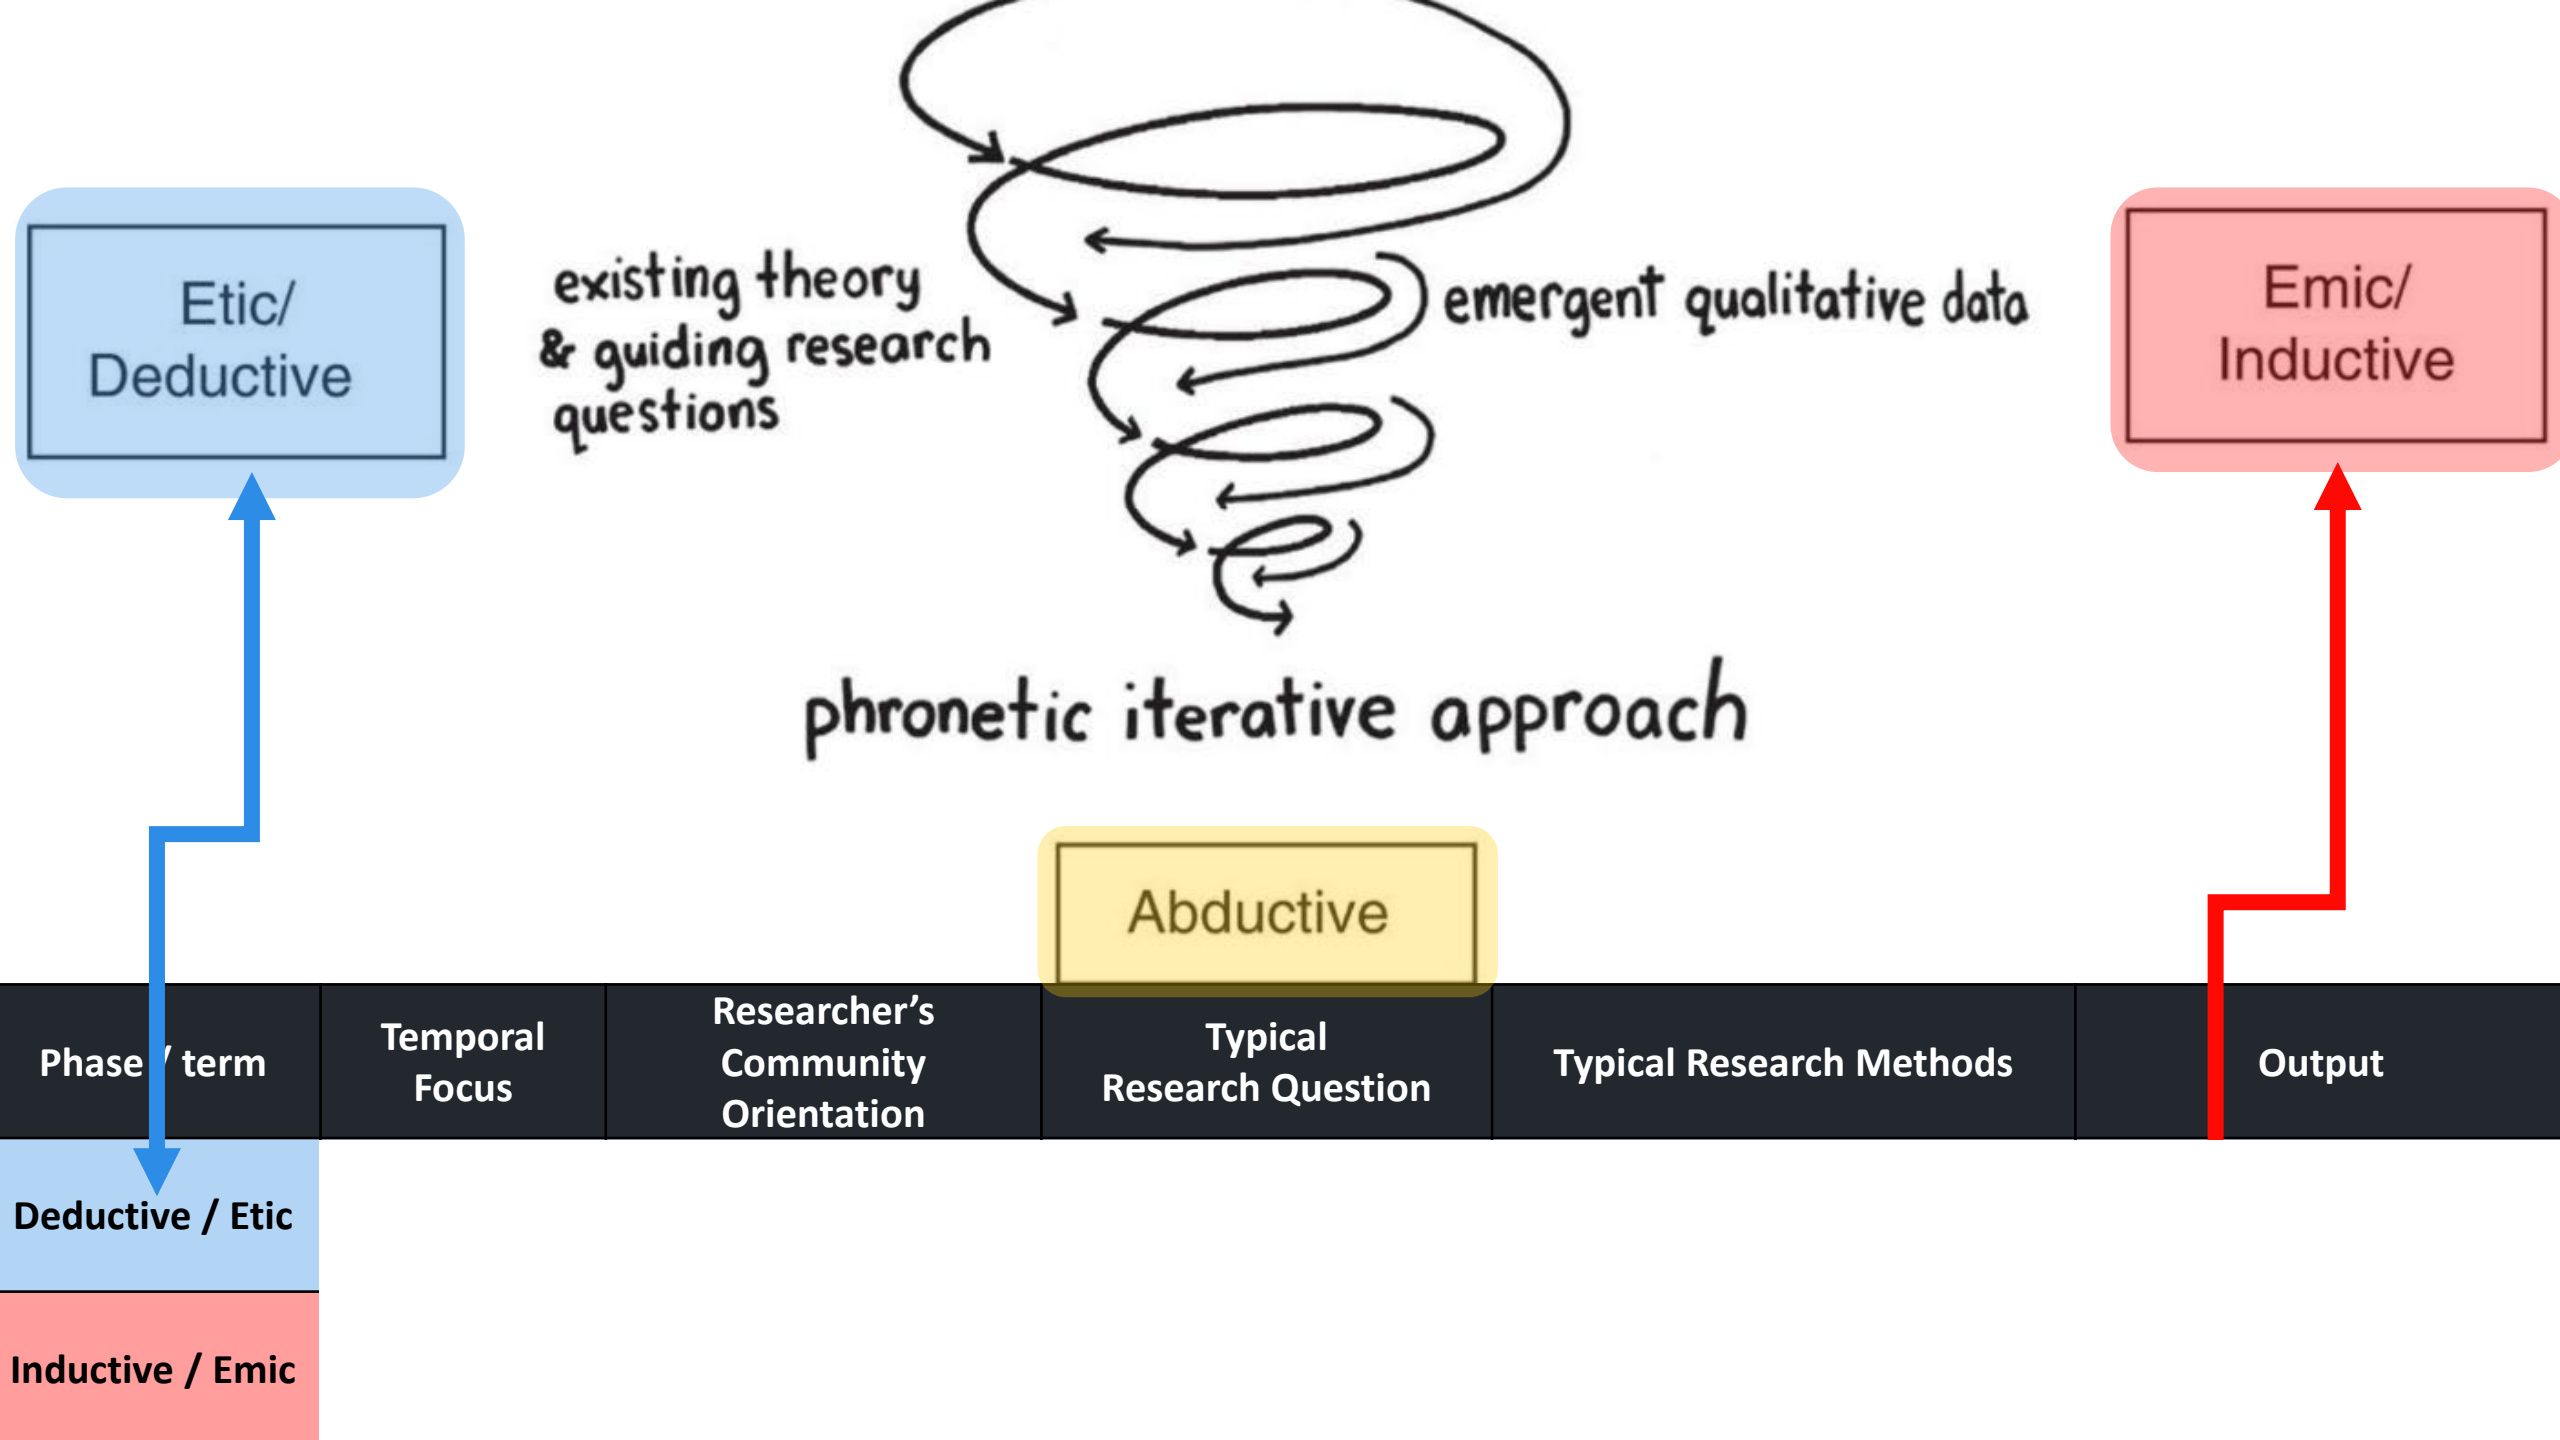 Etic/
Deductive
existing theory
& guiding research
questions
emergent qualitative data
Emic/
Inductive
phronetic iterative approach
Abductive
Phase / term
Temporal
Focus
Researcher’s
Community
Orientation
Typical
Research Question
Typical Research Methods
Output
Deductive / Etic
Inductive / Emic